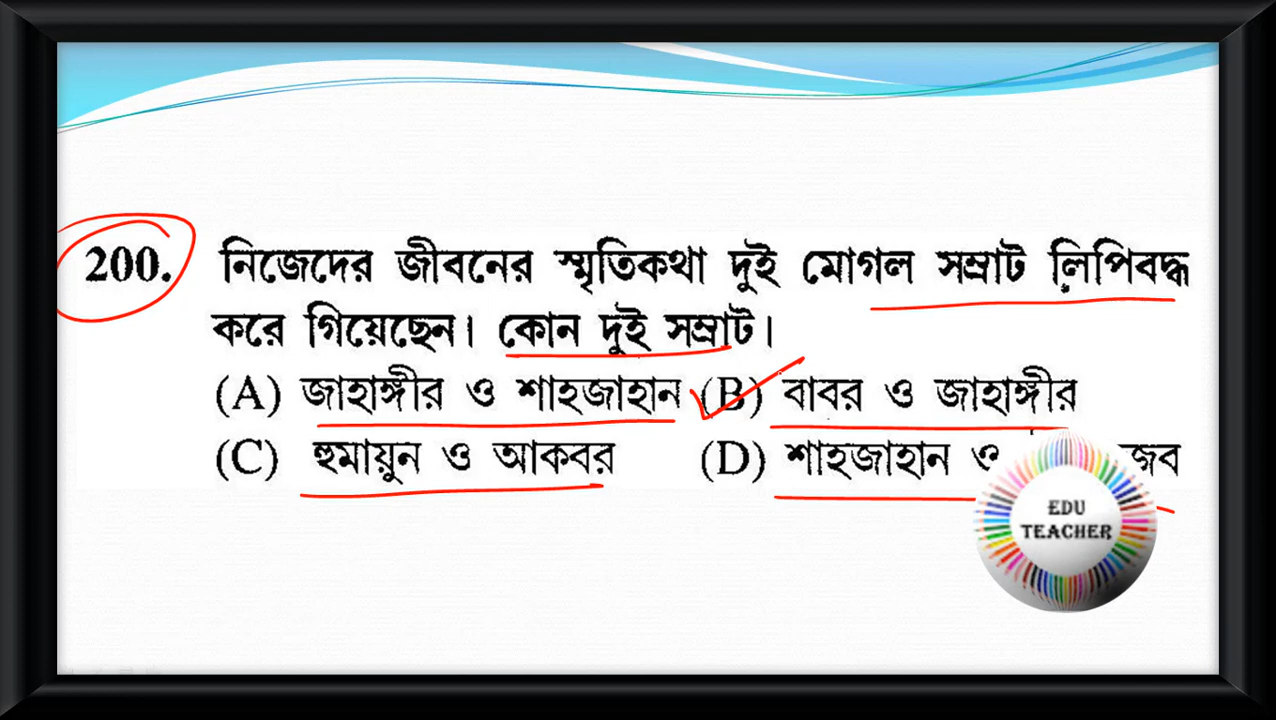 200. নিজেদের জীবনের স্মৃতিকথা দুই মোগল সম্রাট লিপিবদ্ধ
করে গিয়েছেন। কোন দুই সম্রাট।
(A) জাহাঙ্গীর ও শাহজাহান (B) বাবর ও জাহাঙ্গীর
(C) হুমায়ুন ও আকবর (D) শাহজাহান ও
EDU
TEACHER